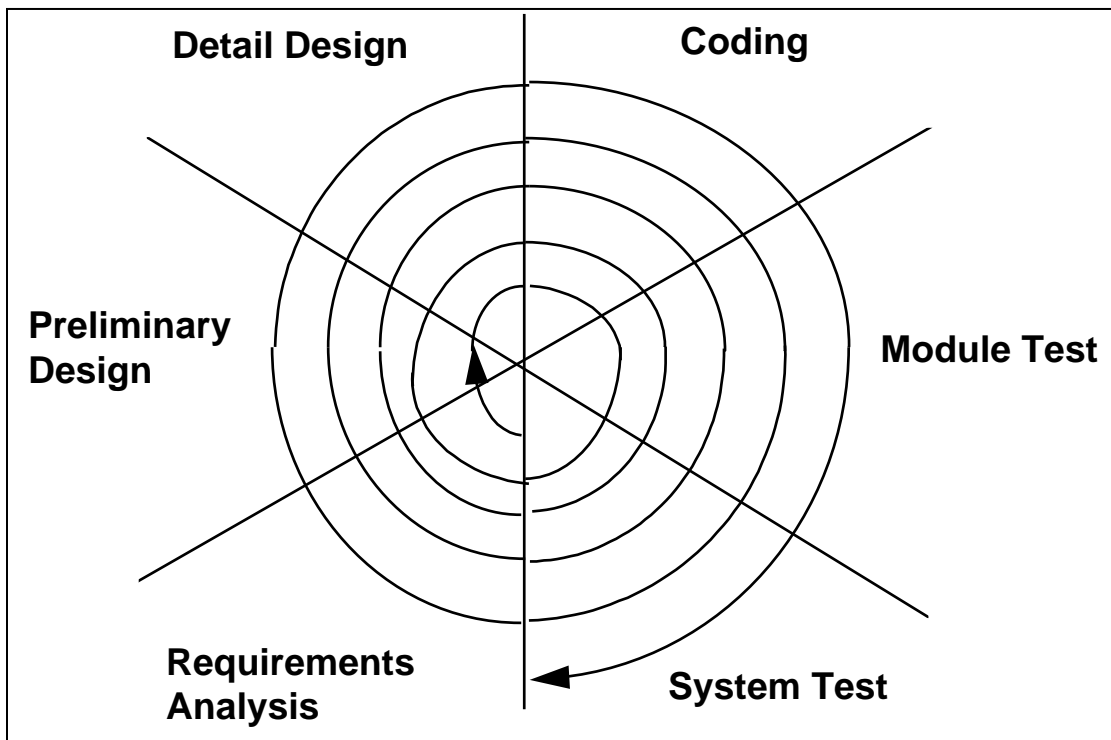 Detail Design
Coding
Preliminary
Design
Module Test
Requirements
Analysis
System Test